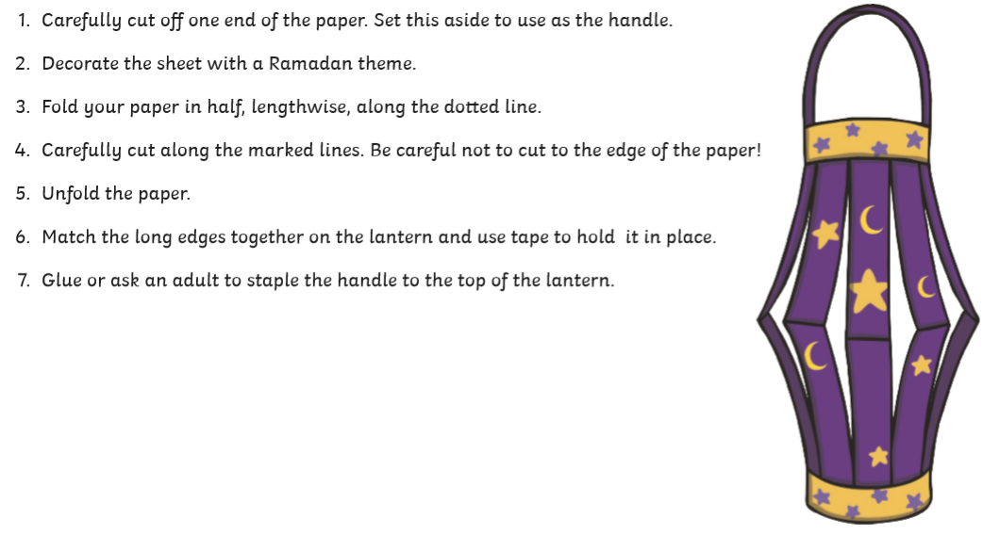 1. Carefully cut off one end of the paper. Set this aside to use as the handle.
2. Decorate the sheet with a Ramadan theme.
3. Fold your paper in half, lengthwise, along the dotted line.
4. Carefully cut along the marked lines. Be careful not to cut to the edge of the paper!
5. Unfold the paper.
6. Match the long edges together on the lantern and use tape to hold  it in place.
7. Glue or ask an adult to staple the handle to the top of the lantern.